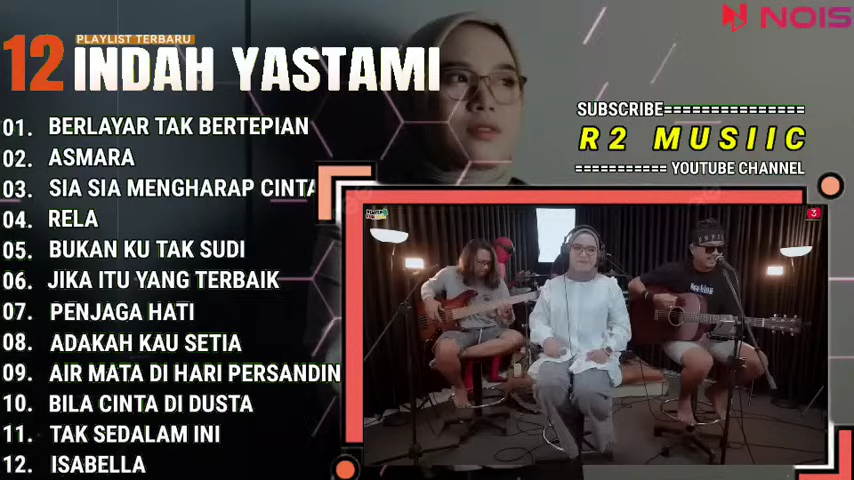 NOIS
PLAYLIST TERBARU
12 INDAH YASTAMI
SUBSCRIBE===============
R2 MUSIIC
=========== YOUTUBE CHANNEL
01. BERLAYAR TAK BERTEPIAN
02. ASMARA
03. SIA SIA MENGHARAP CINTA
04. RELA
05. BUKAN KU TAK SUDI
06. JIKA ITU YANG TERBAIK
07. PENJAGA HATI
08. ADAKAH KAU SETIA
09. AIR MATA DI HARI PERSANDIN
10. BILA CINTA DI DUSTA
11. TAK SEDALAM INI
12. ISABELLA
3